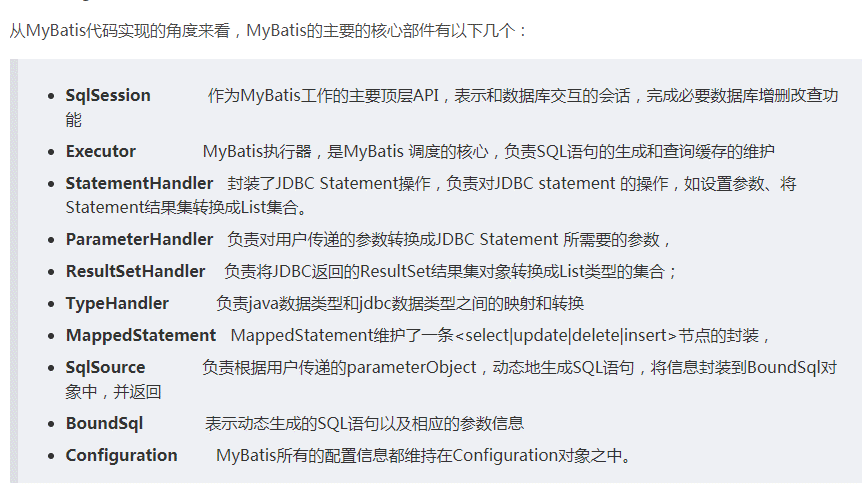 从MyBatis代码实现的角度来看，MyBatis的主要的核心部件有以下几个：
SqlSession 作为MyBatis工作的主要顶层API，表示和数据库交互的会话，完成必要数据库增删改查功
能
Executor MyBatis执行器，是MyBatis 调度的核心，负责SQL语句的生成和查询缓存的维护
StatementHandler 封装了JDBC Statement操作，负责对JDBC statement 的操作，如设置参数、将
Statement结果集转换成List集合。
ParameterHandler 负责对用户传递的参数转换成JDBC Statement 所需要的参数，
ResultSetHandler 负责将JDBC返回的ResultSet结果集对象转换成List类型的集合；
TypeHandler 负责java数据类型和jdbc数据类型之间的映射和转换
MappedStatement MappedStatement维护了一条<select|update|delete|insert>节点的封装，
SqlSource 负责根据用户传递的parameterObject，动态地生成SQL语句，将信息封装到BoundSql对
象中，并返回
BoundSql 表示动态生成的SQL语句以及相应的参数信息
Configuration MyBatis所有的配置信息都维持在Configuration对象之中。